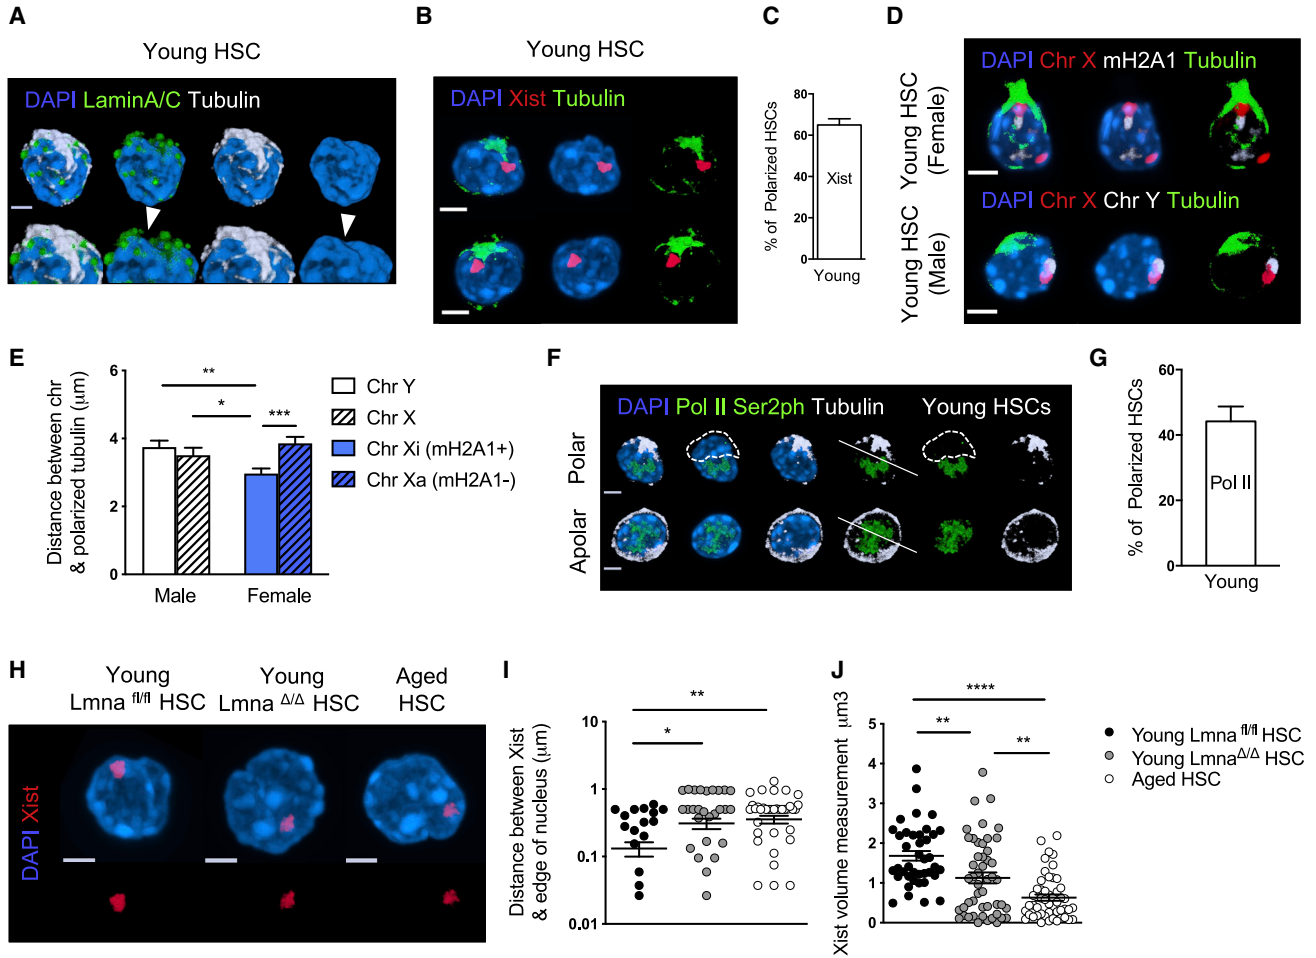 A
Young HSC
DAPI LaminA/C Tubulin
B
Young HSC
DAPI Xist Tubulin
C
% of Polarized HSCs
80
60
40
20
0
Xist
Young
D
Young HSC
(Female)
DAPI Chr X mH2A1 Tubulin
Young HSC
(Male)
DAPI Chr X Chr Y Tubulin
E
Distance between chr
& polarized tubulin (μm)
6
4
2
0
**
*
***
Male
Female
Chr Y
Chr X
Chr Xi (mH2A1+)
Chr Xa (mH2A1-)
F
DAPI Pol II Ser2ph Tubulin Young HSCs
Polar
Apolar
G
% of Polarized HSCs
60
40
20
0
Pol II
Young
H
Young
Lmna fl/fl HSC
Young
Lmna Δ/Δ HSC
Aged
HSC
DAPI Xist
I
Distance between Xist
& edge of nucleus (μm)
10
1
0.1
0.01
**
*
J
Xist volume measurement μm3
5
4
3
2
1
0
****
**
**
Young Lmna fl/fl HSC
Young Lmna Δ/Δ HSC
Aged HSC